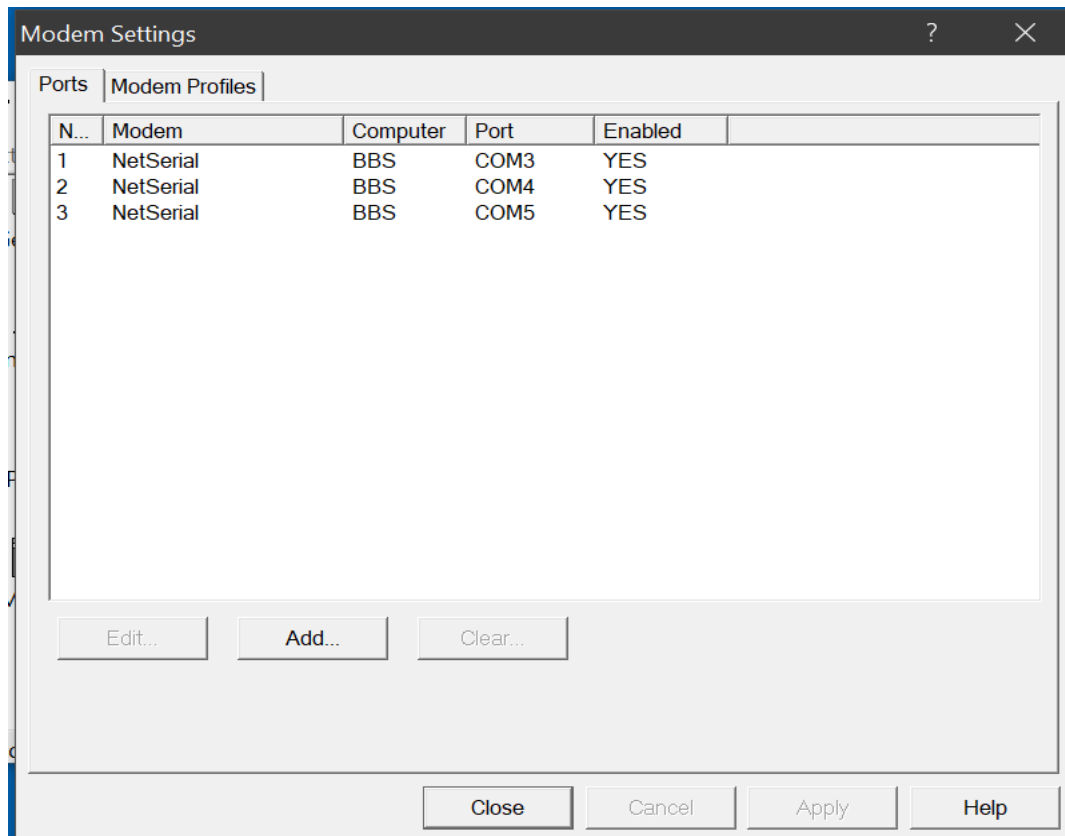 Modem Settings ? ×
Ports Modem Profiles
N... Modem Computer Port Enabled
1 NetSerial BBS COM3 YES
2 NetSerial BBS COM4 YES
3 NetSerial BBS COM5 YES
Edit... Add... Clear...
Close Cancel Apply Help